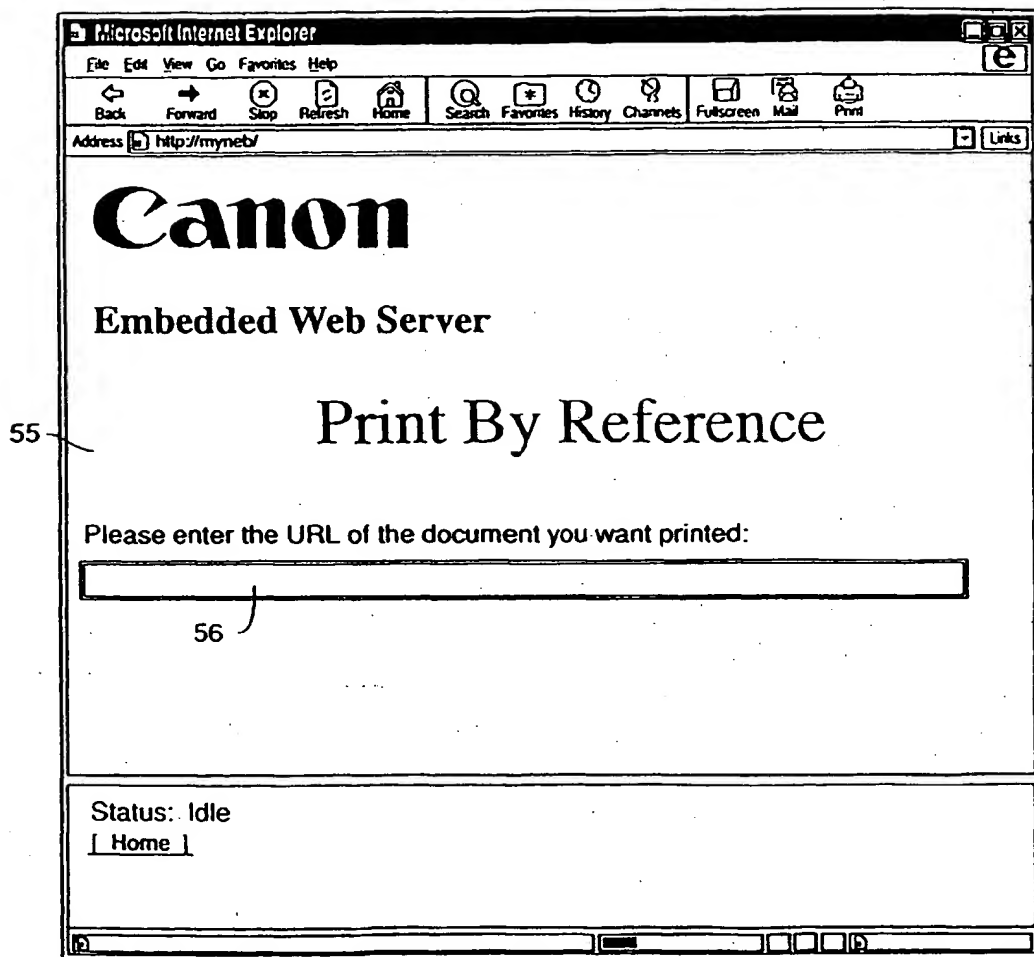 Microsoft Internet Explorer
File Edit View Go Favorites Help
e
Back Forward Stop Refresh Home Search Favorites History Channels Fullscreen Mail Print
Address http://myneb/ Links
Canon
Embedded Web Server
Print By Reference
55
Please enter the URL of the document you want printed:
56
Status: Idle
[ Home ]